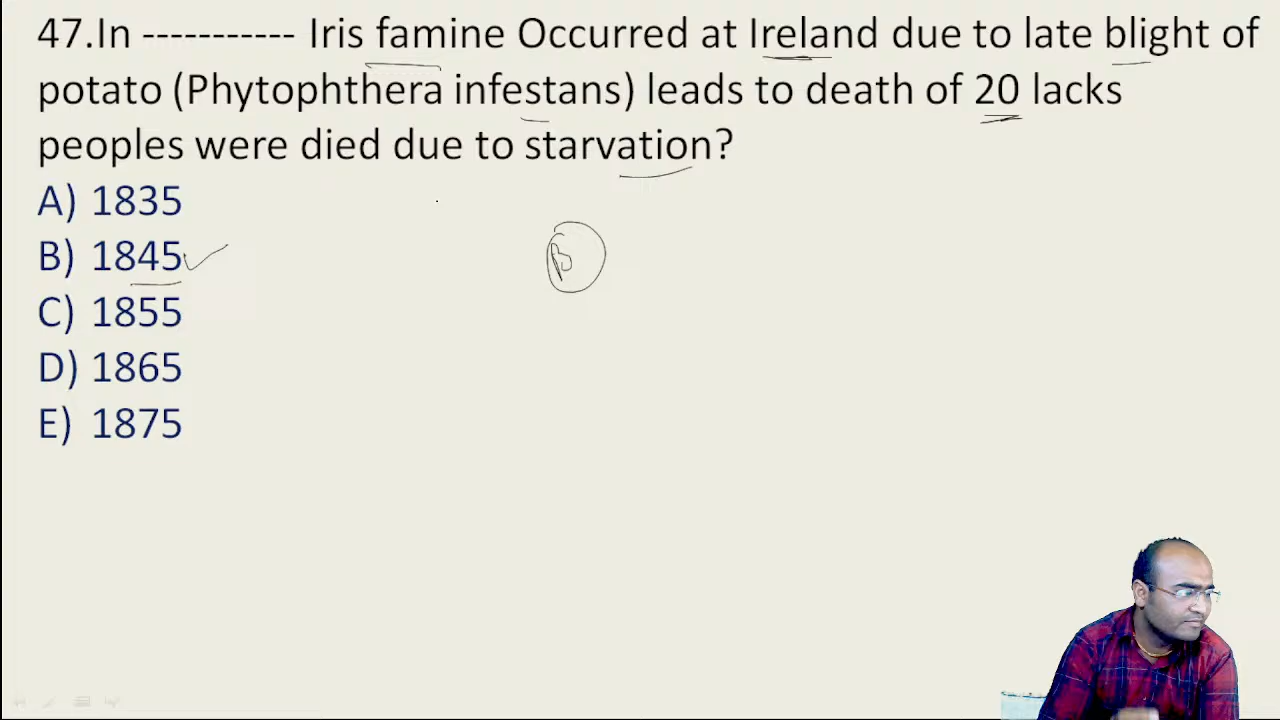 47.In ----------- Iris famine Occurred at Ireland due to late blight of
potato (Phytophthera infestans) leads to death of 20 lacks
peoples were died due to starvation?
A) 1835
B) 1845
C) 1855
D) 1865
E) 1875
B